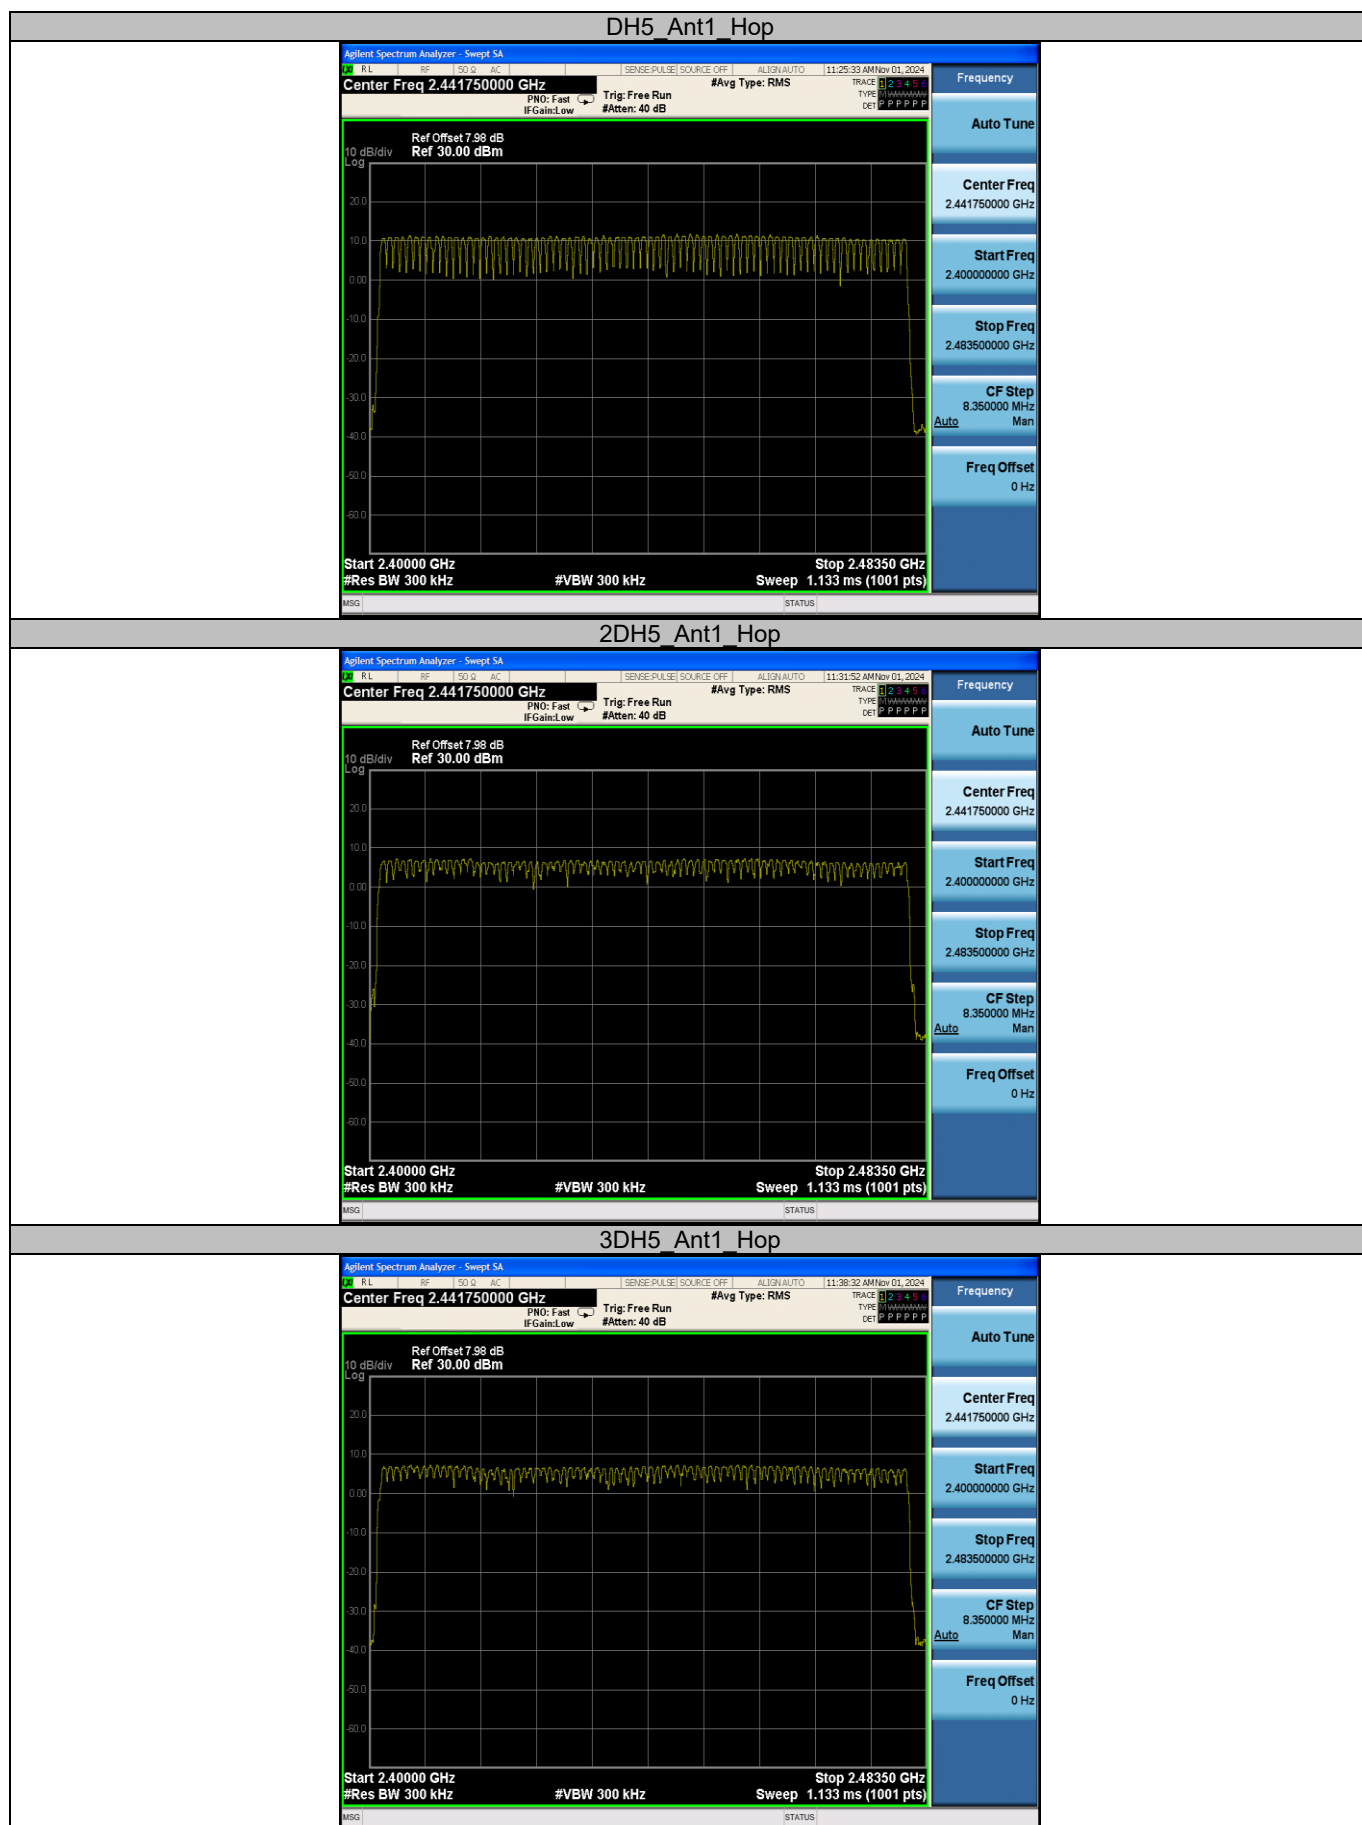 DH5_Ant1_Hop
Agilent Spectrum Analyzer - Swept SA
RL RF 50 Ω AC SENSE:PULSE SOURCE OFF ALIGN AUTO 11:25:33 AM Nov 01, 2024
Center Freq 2.441750000 GHz #Avg Type: RMS TRACE 1 2 3 4 5 6 Frequency
PNO: Fast Trig: Free Run TYPE
IFGain:Low #Atten: 40 dB DET P P P P P P
Auto Tune
Ref Offset 7.98 dB
10 dB/div Ref 30.00 dBm
Log
Center Freq
2.441750000 GHz
20.0
10.0
Start Freq
2.400000000 GHz
0.00
-10.0
Stop Freq
2.483500000 GHz
-20.0
-30.0
CF Step
8.350000 MHz
Auto Man
-40.0
Freq Offset
0 Hz
-50.0
-60.0
Start 2.40000 GHz Stop 2.48350 GHz
#Res BW 300 kHz #VBW 300 kHz Sweep 1.133 ms (1001 pts)
MSG STATUS
2DH5_Ant1_Hop
Agilent Spectrum Analyzer - Swept SA
RL RF 50 Ω AC SENSE:PULSE SOURCE OFF ALIGN AUTO 11:31:52 AM Nov 01, 2024
Center Freq 2.441750000 GHz #Avg Type: RMS TRACE 1 2 3 4 5 6 Frequency
PNO: Fast Trig: Free Run TYPE
IFGain:Low #Atten: 40 dB DET P P P P P P
Auto Tune
Ref Offset 7.98 dB
10 dB/div Ref 30.00 dBm
Log
Center Freq
2.441750000 GHz
20.0
10.0
Start Freq
2.400000000 GHz
0.00
-10.0
Stop Freq
2.483500000 GHz
-20.0
-30.0
CF Step
8.350000 MHz
Auto Man
-40.0
Freq Offset
0 Hz
-50.0
-60.0
Start 2.40000 GHz Stop 2.48350 GHz
#Res BW 300 kHz #VBW 300 kHz Sweep 1.133 ms (1001 pts)
MSG STATUS
3DH5_Ant1_Hop
Agilent Spectrum Analyzer - Swept SA
RL RF 50 Ω AC SENSE:PULSE SOURCE OFF ALIGN AUTO 11:38:32 AM Nov 01, 2024
Center Freq 2.441750000 GHz #Avg Type: RMS TRACE 1 2 3 4 5 6 Frequency
PNO: Fast Trig: Free Run TYPE
IFGain:Low #Atten: 40 dB DET P P P P P P
Auto Tune
Ref Offset 7.98 dB
10 dB/div Ref 30.00 dBm
Log
Center Freq
2.441750000 GHz
20.0
10.0
Start Freq
2.400000000 GHz
0.00
-10.0
Stop Freq
2.483500000 GHz
-20.0
-30.0
CF Step
8.350000 MHz
Auto Man
-40.0
Freq Offset
0 Hz
-50.0
-60.0
Start 2.40000 GHz Stop 2.48350 GHz
#Res BW 300 kHz #VBW 300 kHz Sweep 1.133 ms (1001 pts)
MSG STATUS